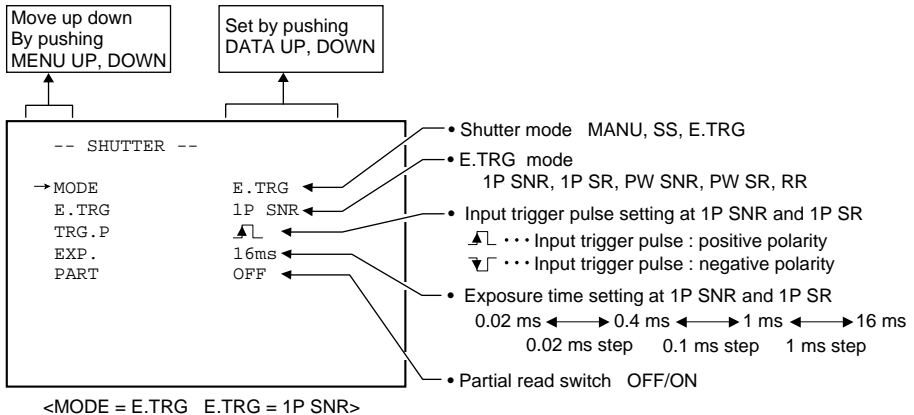 Move up down
By pushing
MENU UP, DOWN
Set by pushing
DATA UP, DOWN
-- SHUTTER --
→MODE E.TRG
E.TRG 1P SNR
TRG.P
EXP. 16ms
PART OFF
• Shutter mode MANU, SS, E.TRG
• E.TRG mode
1P SNR, 1P SR, PW SNR, PW SR, RR
• Input trigger pulse setting at 1P SNR and 1P SR
··· Input trigger pulse : positive polarity
··· Input trigger pulse : negative polarity
• Exposure time setting at 1P SNR and 1P SR
0.02 ms ↔ 0.4 ms ↔ 1 ms ↔ 16 ms
0.02 ms step 0.1 ms step 1 ms step
• Partial read switch OFF/ON
<MODE = E.TRG E.TRG = 1P SNR>